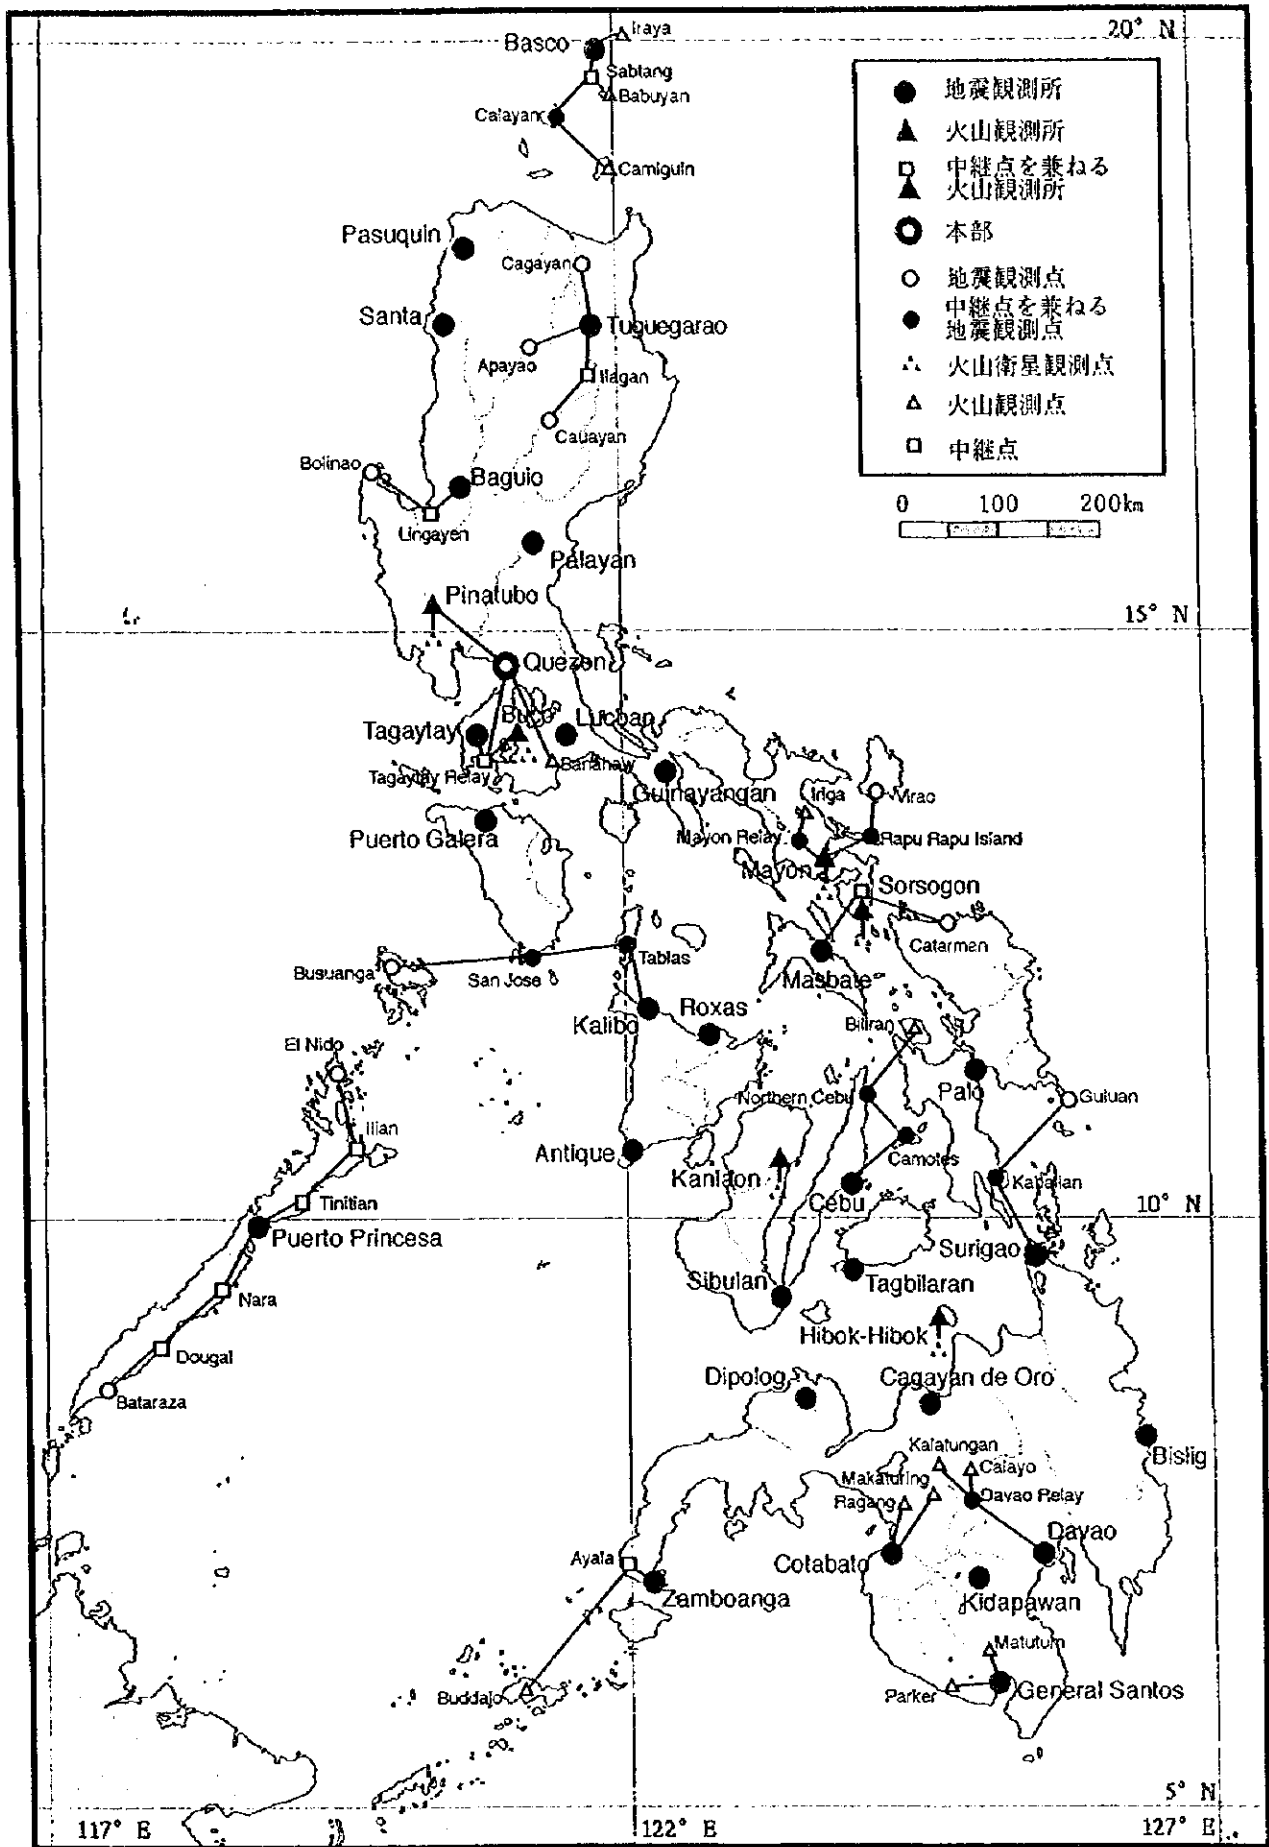 Iraya
20° N
Basco
Sabtang
Babuyan
Calayan
Camiguin
地震観測所
火山観測所
中継点を兼ねる
火山観測所
本部
地震観測点
中継点を兼ねる
地震観測点
火山衛星観測点
火山観測点
中継点
0 100 200km
Pasuquin
Cagayan
Santa
Tuguegarao
Apayao
Ilagan
Cauayan
Bolinao
Baguio
Lingayen
Palayan
Pinatubo
15° N
Quezon
Tagaytay
Buco
Lucban
Tagaytay Relay
Banahaw
Guinayangan
Iriga
Virac
Puerto Galera
Mayon Relay
Rapu Rapu Island
Mayon
Sorsogon
Catarman
Busuanga
San Jose
Tablas
Masbate
Kalibo
Roxas
Biliran
El Nido
Northern Cebu
Palo
Guiuan
Ilian
Antique
Kanlaon
Camotes
Cebu
Kabalian
Tinitian
10° N
Puerto Princesa
Surigao
Sibulan
Tagbilaran
Nara
Hibok-Hibok
Dougal
Dipolog
Cagayan de Oro
Bataraza
Bislig
Kalatungan
Calayo
Makaturing
Ragang
Davao Relay
Davao
Ayala
Cotabato
Zamboanga
Kidapawan
Matutum
Buddajo
Parker
General Santos
5° N
117° E
122° E
127° E